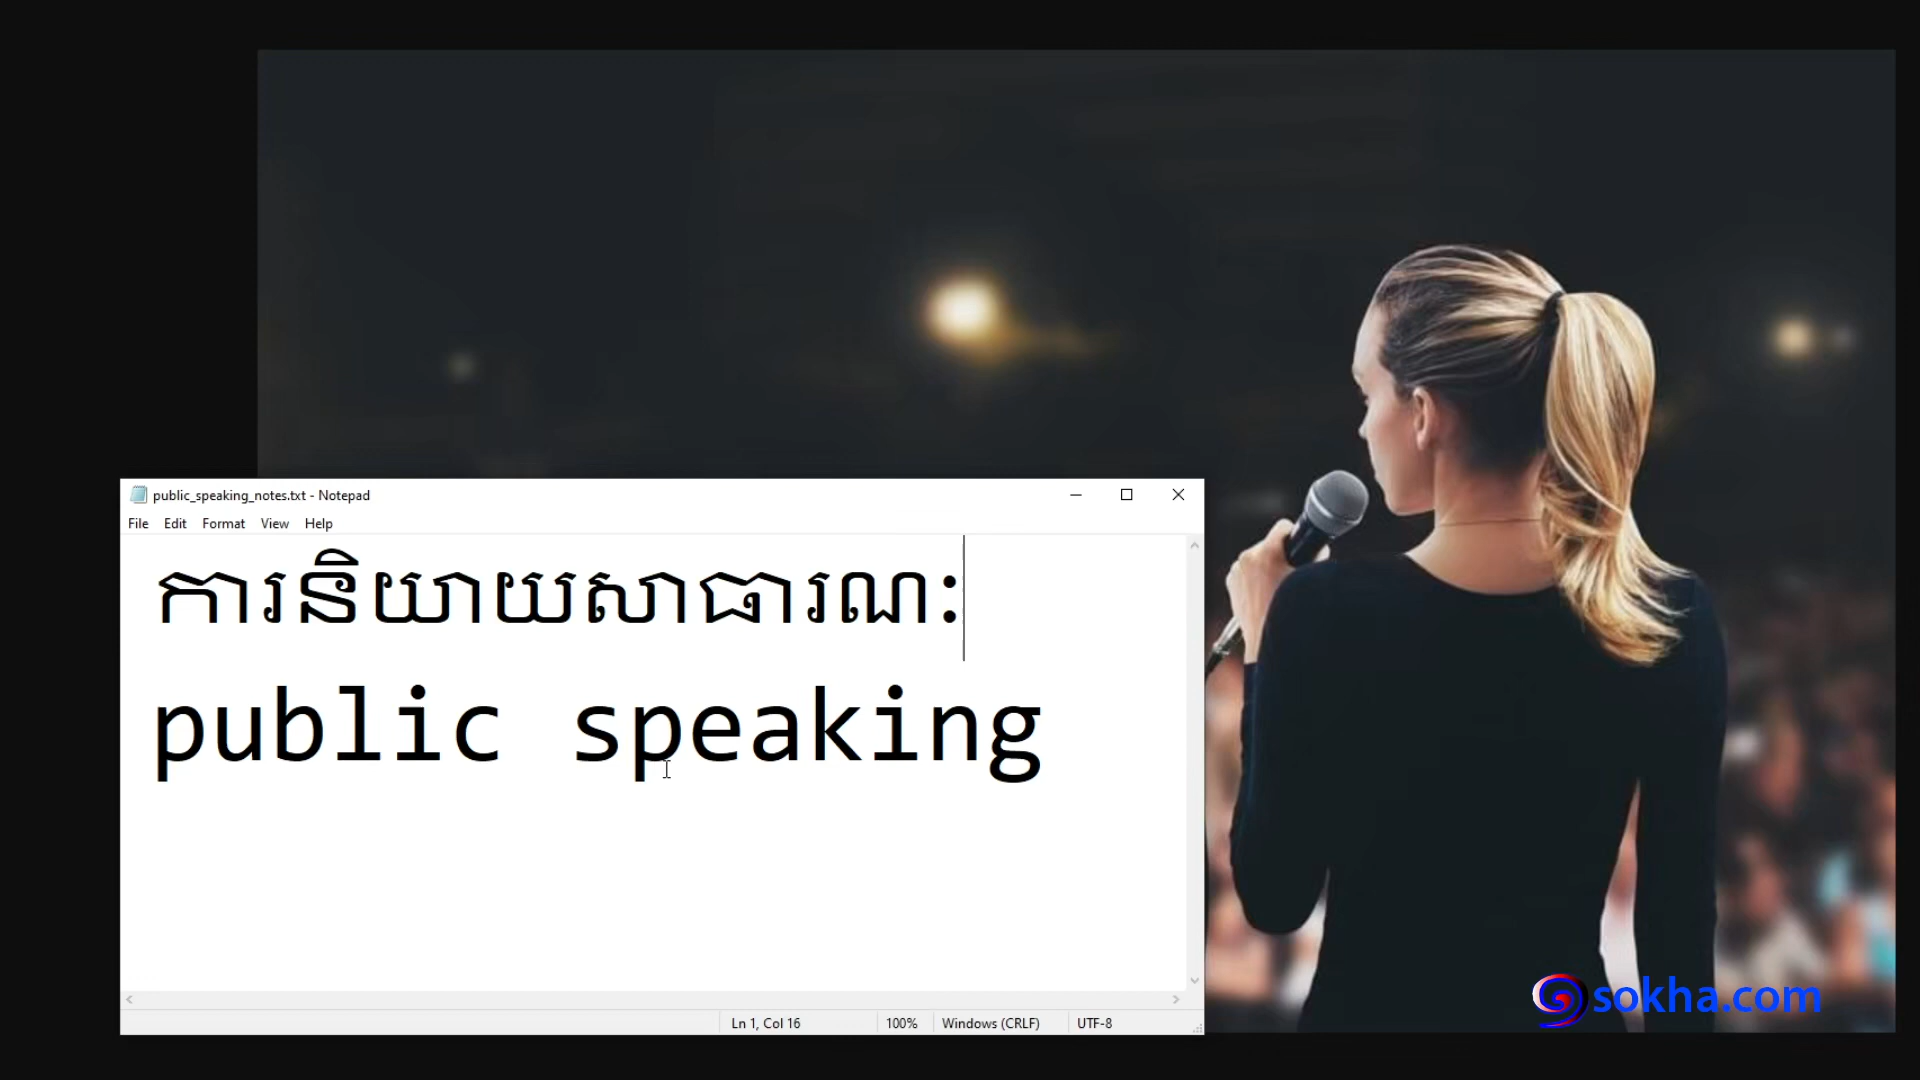 public_speaking_notes.txt - Notepad
File Edit Format View Help
ការនិយាយសាធារណៈ
public speaking
Ln 1, Col 16 100% Windows (CRLF) UTF-8
sokha.com